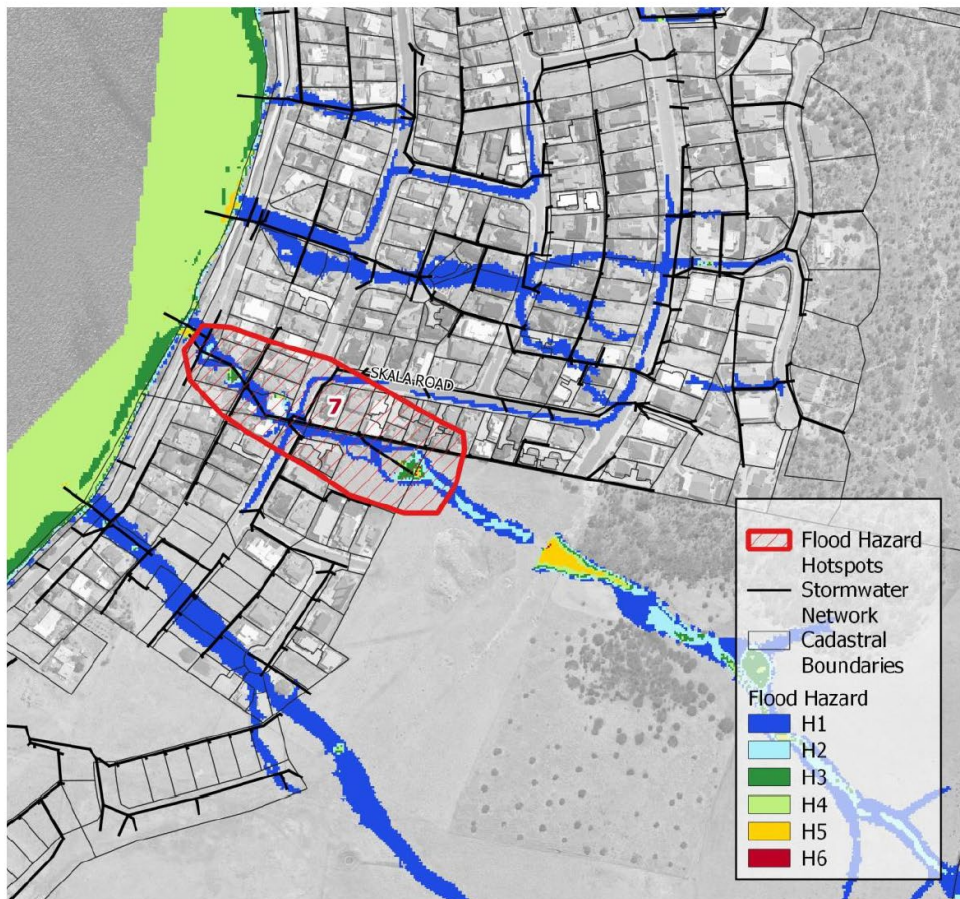 SKALA ROAD
7
Flood Hazard
Hotspots
Stormwater
Network
Cadastral
Boundaries
Flood Hazard
H1
H2
H3
H4
H5
H6